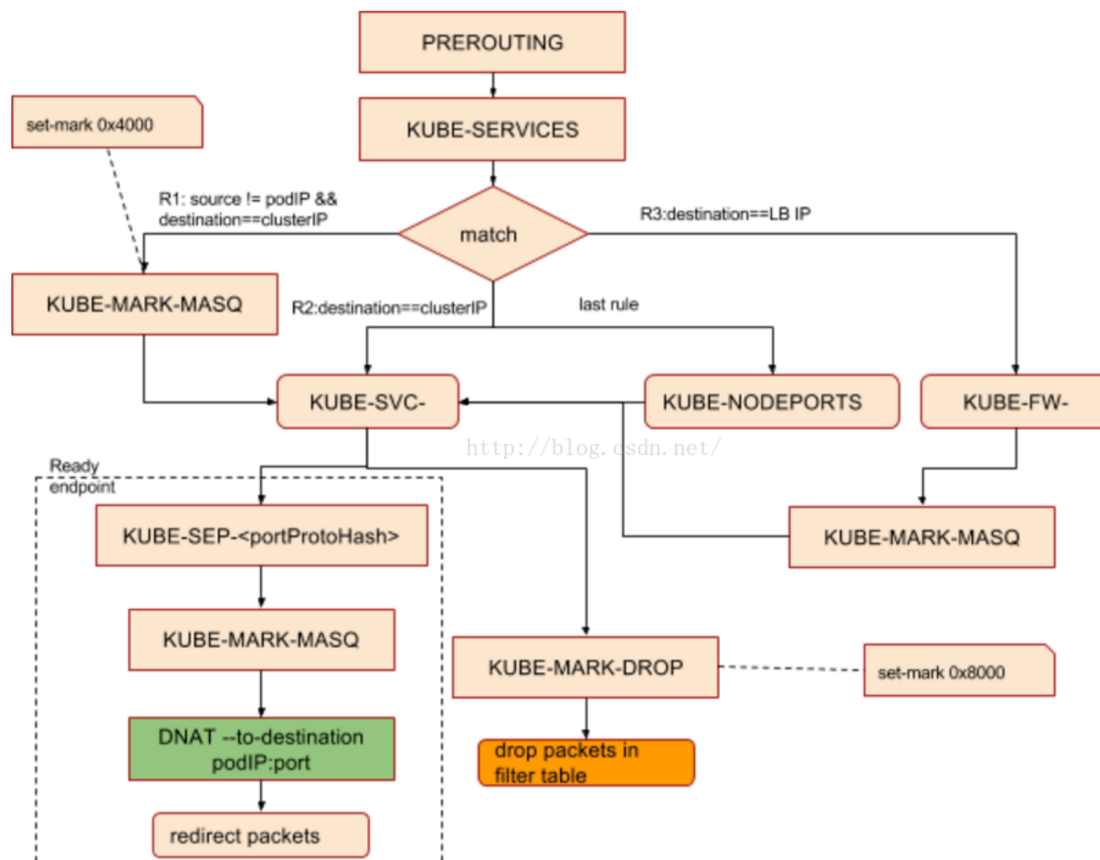 PREROUTING
KUBE-SERVICES
set-mark 0x4000
R1: source != podIP &&
destination==clusterIP
R3:destination==LB IP
match
KUBE-MARK-MASQ
R2:destination==clusterIP
last rule
KUBE-SVC-
KUBE-NODEPORTS
KUBE-FW-
http://blog.csdn.net/
Ready
endpoint
KUBE-SEP-<portProtoHash>
KUBE-MARK-MASQ
KUBE-MARK-MASQ
KUBE-MARK-DROP
set-mark 0x8000
DNAT --to-destination
podIP:port
drop packets in
filter table
redirect packets